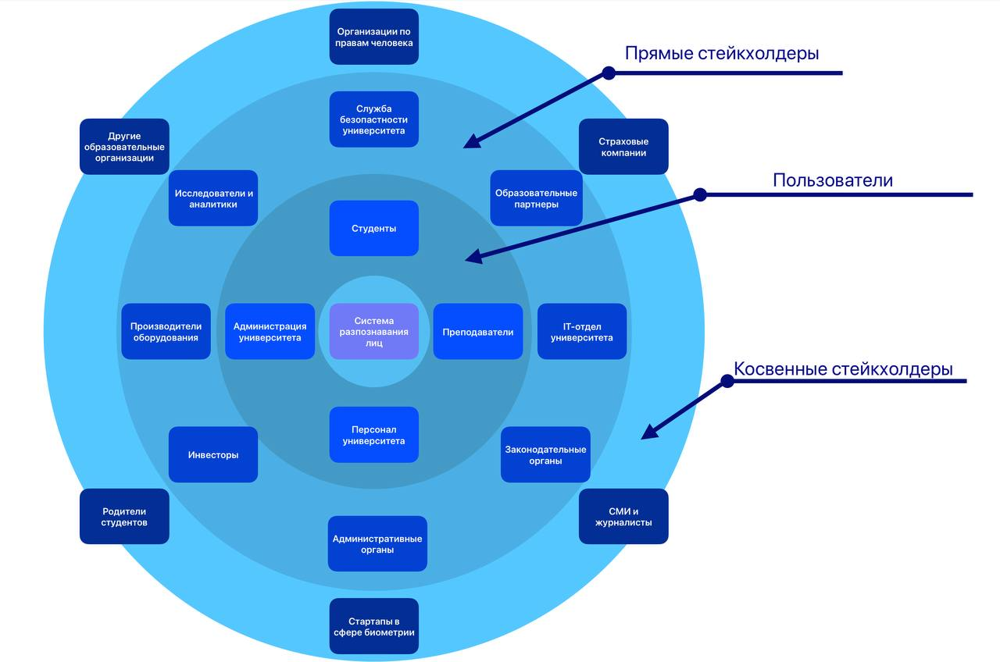 Организации по
правам человека
Прямые стейкхолдеры
Служба
безопастности
университета
Другие
образовательные
организации
Страховые
компании
Пользователи
Исследователи и
аналитики
Образовательные
партнеры
Студенты
Производители
оборудования
Администрация
университета
Система
разпознавания
лиц
Преподаватели
IT-отдел
университета
Косвенные стейкхолдеры
Персонал
университета
Инвесторы
Законодательные
органы
Родители
студентов
СМИ и
журналисты
Административные
органы
Стартапы в
сфере биометрии